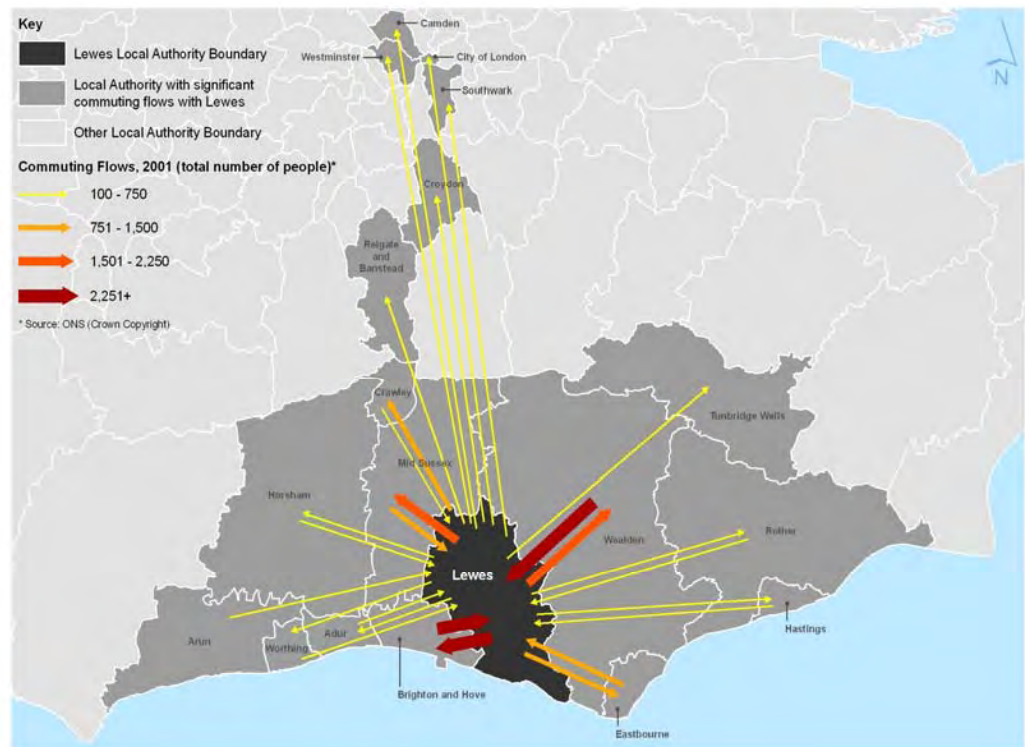 Key
Lewes Local Authority Boundary
Local Authority with significant
commuting flows with Lewes
Other Local Authority Boundary
Commuting Flows, 2001 (total number of people)*
100 - 750
751 - 1,500
1,501 - 2,250
2,251+
* Source: ONS (Crown Copyright)
N
Camden
Westminster
City of London
Southwark
Croydon
Reigate
and
Banstead
Crawley
Tunbridge Wells
Mid Sussex
Horsham
Wealden
Rother
Lewes
Hastings
Arun
Worthing
Adur
Brighton and Hove
Eastbourne